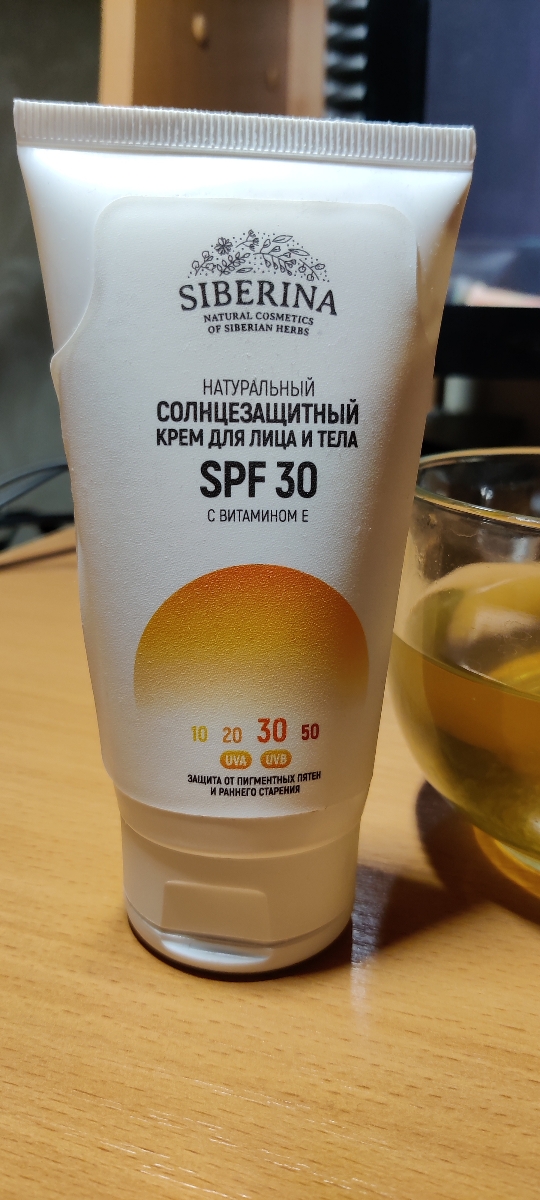 SIBERINA
NATURAL COSMETICS
OF SIBERIAN HERBS
НАТУРАЛЬНЫЙ
СОЛНЦЕЗАЩИТНЫЙ
КРЕМ ДЛЯ ЛИЦА И ТЕЛА
SPF 30
С ВИТАМИНОМ Е
10 20 30 50
UVA UVB
ЗАЩИТА ОТ ПИГМЕНТНЫХ ПЯТЕН
И РАННЕГО СТАРЕНИЯ